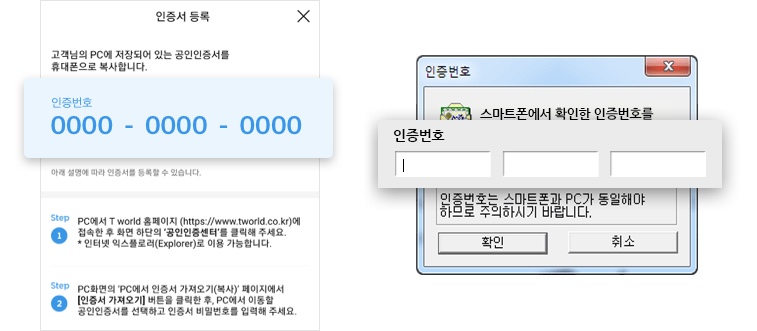 인증서 등록
고객님의 PC에 저장되어 있는 공인인증서를
휴대폰으로 복사합니다.
인증번호
0000 - 0000 - 0000
아래 설명에 따라 인증서를 등록할 수 있습니다.
Step
1
PC에서 T world 홈페이지 (https://www.tworld.co.kr)에
접속한 후 화면 하단의 '공인인증센터'를 클릭해 주세요.
* 인터넷 익스플로러(Explorer)로 이용 가능합니다.
Step
2
PC화면의 'PC에서 인증서 가져오기(복사)' 페이지에서
[인증서 가져오기] 버튼을 클릭한 후, PC에서 이동할
공인인증서를 선택하고 인증서 비밀번호를 입력해 주세요.
인증번호
스마트폰에서 확인한 인증번호를
인증번호
인증번호는 스마트폰과 PC가 동일해야
하므로 주의하시기 바랍니다.
확인
취소